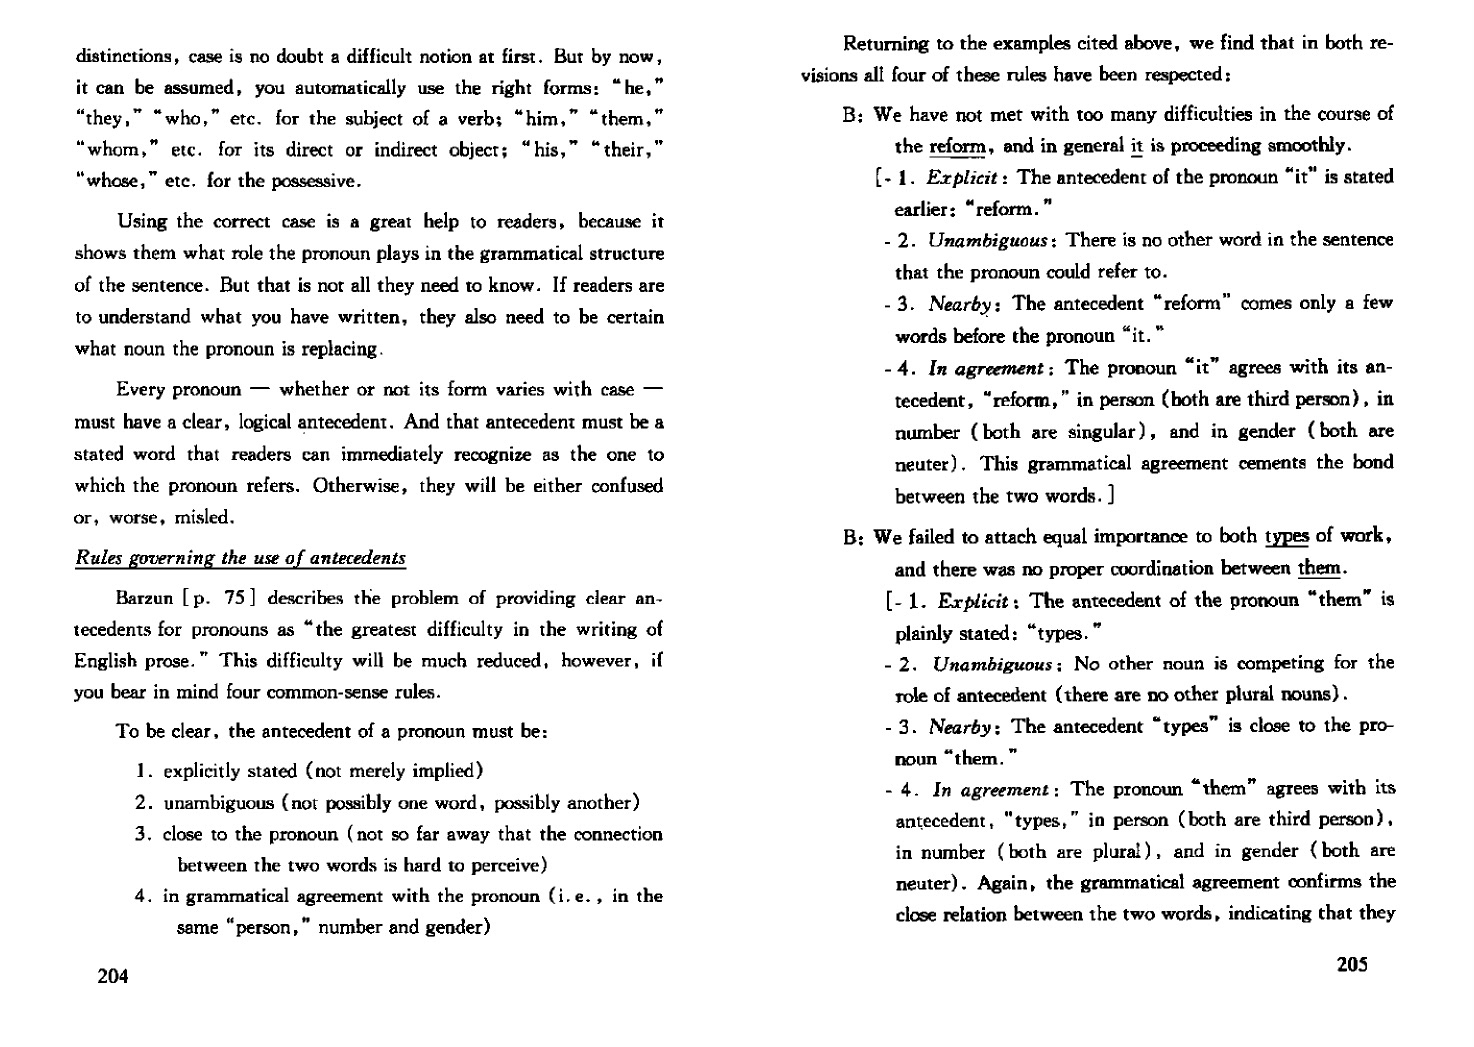 distinctions, case is no doubt a difficult notion at first. But by now,
it can be assumed, you automatically use the right forms: “he,”
“they,” “who,” etc. for the subject of a verb; “him,” “them,”
“whom,” etc. for its direct or indirect object; “his,” “their,”
“whose,” etc. for the possessive.
Using the correct case is a great help to readers, because it
shows them what role the pronoun plays in the grammatical structure
of the sentence. But that is not all they need to know. If readers are
to understand what you have written, they also need to be certain
what noun the pronoun is replacing.
Every pronoun — whether or not its form varies with case —
must have a clear, logical antecedent. And that antecedent must be a
stated word that readers can immediately recognize as the one to
which the pronoun refers. Otherwise, they will be either confused
or, worse, misled.
Rules governing the use of antecedents
Barzun [p. 75] describes the problem of providing clear an-
tecedents for pronouns as “the greatest difficulty in the writing of
English prose.” This difficulty will be much reduced, however, if
you bear in mind four common-sense rules.
To be clear, the antecedent of a pronoun must be:
1. explicitly stated (not merely implied)
2. unambiguous (not possibly one word, possibly another)
3. close to the pronoun (not so far away that the connection
between the two words is hard to perceive)
4. in grammatical agreement with the pronoun (i.e., in the
same “person,” number and gender)
204
Returning to the examples cited above, we find that in both re-
visions all four of these rules have been respected:
B: We have not met with too many difficulties in the course of
the reform, and in general it is proceeding smoothly.
[- 1. Explicit: The antecedent of the pronoun “it” is stated
earlier: “reform.”
- 2. Unambiguous: There is no other word in the sentence
that the pronoun could refer to.
- 3. Nearby: The antecedent “reform” comes only a few
words before the pronoun “it.”
- 4. In agreement: The pronoun “it” agrees with its an-
tecedent, “reform,” in person (both are third person), in
number (both are singular), and in gender (both are
neuter). This grammatical agreement cements the bond
between the two words.]
B: We failed to attach equal importance to both types of work,
and there was no proper coordination between them.
[- 1. Explicit: The antecedent of the pronoun “them” is
plainly stated: “types.”
- 2. Unambiguous: No other noun is competing for the
role of antecedent (there are no other plural nouns).
- 3. Nearby: The antecedent “types” is close to the pro-
noun “them.”
- 4. In agreement: The pronoun “them” agrees with its
antecedent, "types," in person (both are third person),
in number (both are plural), and in gender (both are
neuter). Again, the grammatical agreement confirms the
close relation between the two words, indicating that they
205